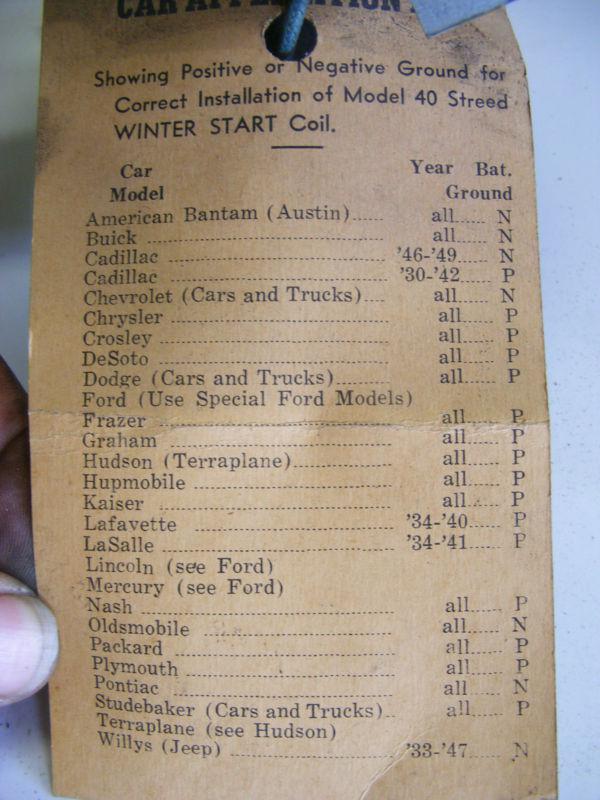 CAR APPLICATION
Showing Positive or Negative Ground for
Correct Installation of Model 40 Streed
WINTER START Coil.
Car Year Bat.
Model Ground
American Bantam (Austin)...... all...... N
Buick ........ all...... N
Cadillac ........ '46-'49...... N
Cadillac ........ '30-'42...... P
Chevrolet (Cars and Trucks).... all...... N
Chrysler ........ all...... P
Crosley ........ all...... P
DeSoto ........ all...... P
Dodge (Cars and Trucks)........ all...... P
Ford (Use Special Ford Models)
Frazer ........ all...... P
Graham ........ all...... P
Hudson (Terraplane)........ all...... P
Hupmobile ........ all...... P
Kaiser ........ all...... P
Lafayette ........ '34-'40...... P
LaSalle ........ '34-'41...... P
Lincoln (see Ford)
Mercury (see Ford)
Nash ........ all...... P
Oldsmobile ........ all...... N
Packard ........ all...... P
Plymouth ........ all...... P
Pontiac ........ all...... N
Studebaker (Cars and Trucks).. all...... P
Terraplane (see Hudson)
Willys (Jeep) ........ '33-'47...... N